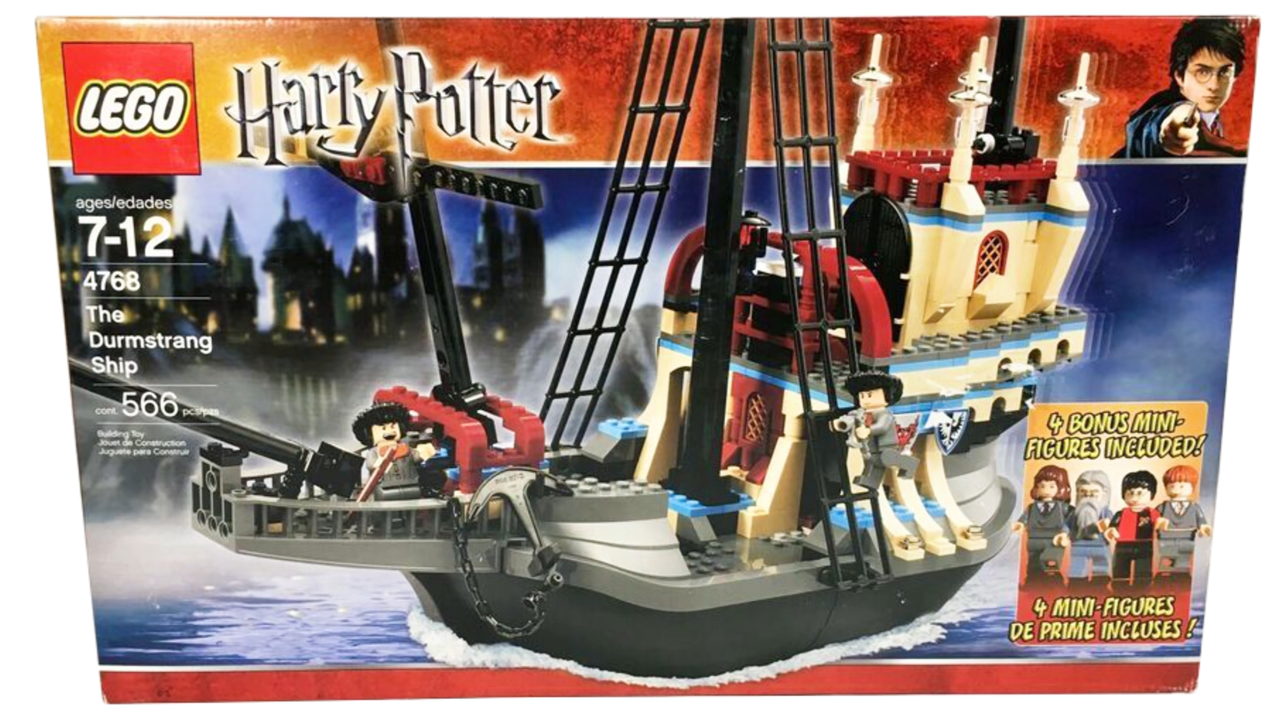 LEGO
Harry Potter
ages/edades
7-12
4768
The
Durmstrang
Ship
cont. 566 pcs/pzs
Building Toy
Jouet de Construction
Juguete para Construir
4 BONUS MINI-
FIGURES INCLUDED!
4 MINI-FIGURES
DE PRIME INCLUSES !